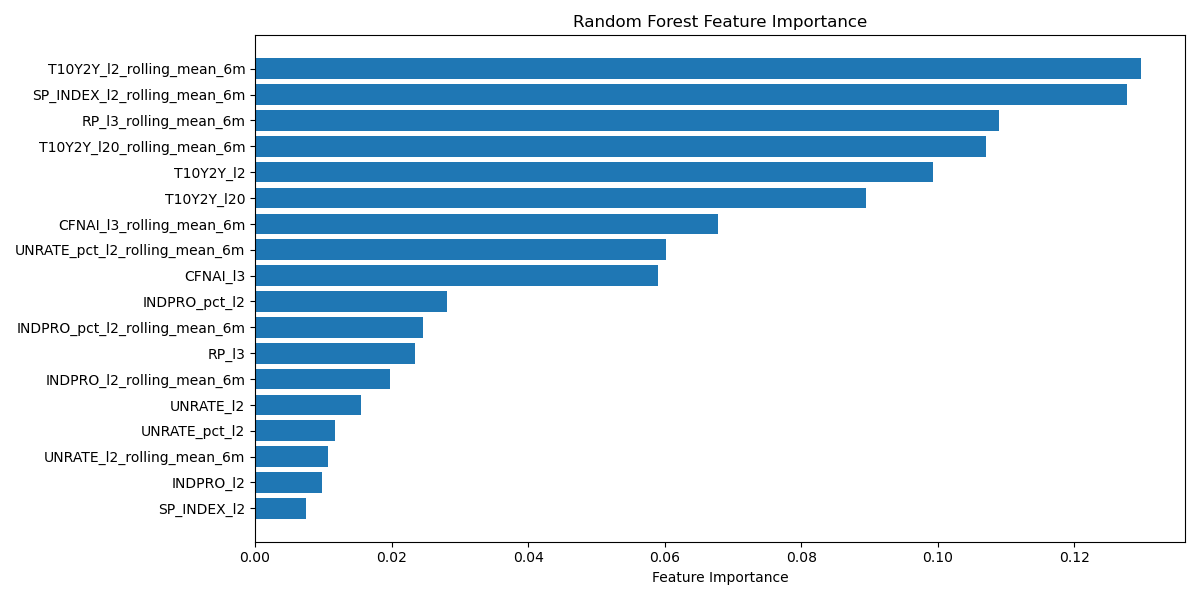 Random Forest Feature Importance
T10Y2Y_l2_rolling_mean_6m
SP_INDEX_l2_rolling_mean_6m
RP_l3_rolling_mean_6m
T10Y2Y_l20_rolling_mean_6m
T10Y2Y_l2
T10Y2Y_l20
CFNAI_l3_rolling_mean_6m
UNRATE_pct_l2_rolling_mean_6m
CFNAI_l3
INDPRO_pct_l2
INDPRO_pct_l2_rolling_mean_6m
RP_l3
INDPRO_l2_rolling_mean_6m
UNRATE_l2
UNRATE_pct_l2
UNRATE_l2_rolling_mean_6m
INDPRO_l2
SP_INDEX_l2
0.00 0.02 0.04 0.06 0.08 0.10 0.12
Feature Importance